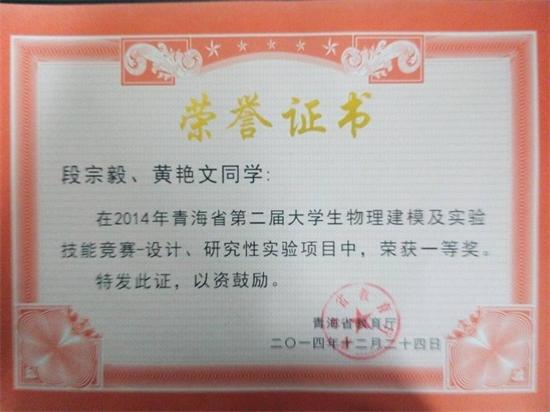 荣誉证书
段宗毅、黄艳文同学:
在2014年青海省第二届大学生物理建模及实验
技能竞赛-设计、研究性实验项目中，荣获一等奖。
特发此证，以资鼓励。
青海省教育厅
二〇一四年十二月二十四日